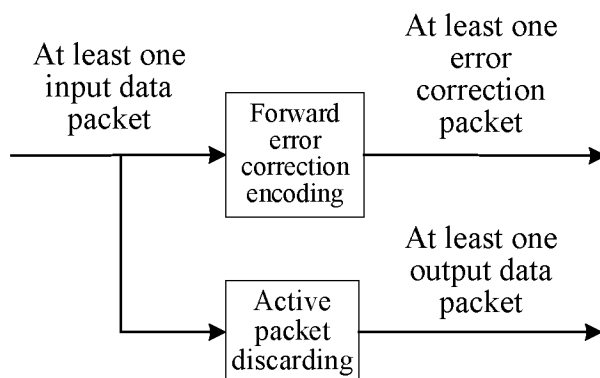 At least one
input data
packet
Forward
error
correction
encoding
At least one
error
correction
packet
Active
packet
discarding
At least one
output data
packet